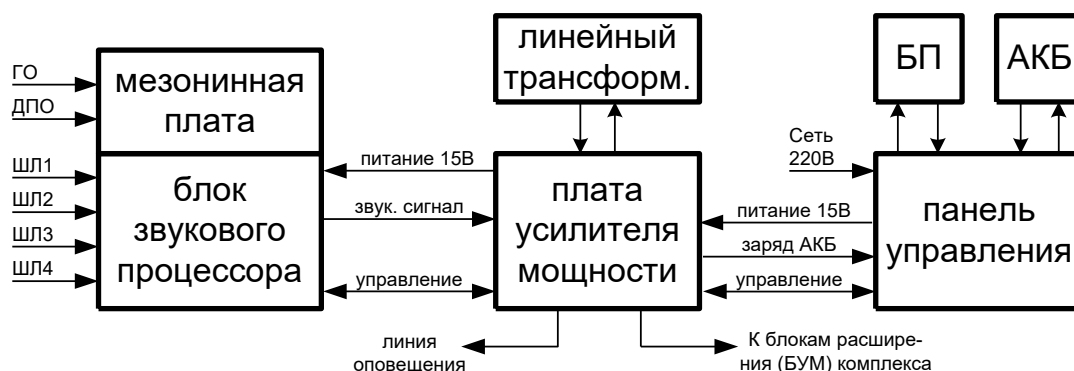 ГО
ДПО
ШЛ1
ШЛ2
ШЛ3
ШЛ4
мезонинная
плата
блок
звукового
процессора
питание 15В
звук. сигнал
управление
линейный
трансформ.
плата
усилителя
мощности
линия
оповещения
К блокам расшире-
ния (БУМ) комплекса
Сеть
220В
питание 15В
заряд АКБ
управление
БП
АКБ
панель
управления